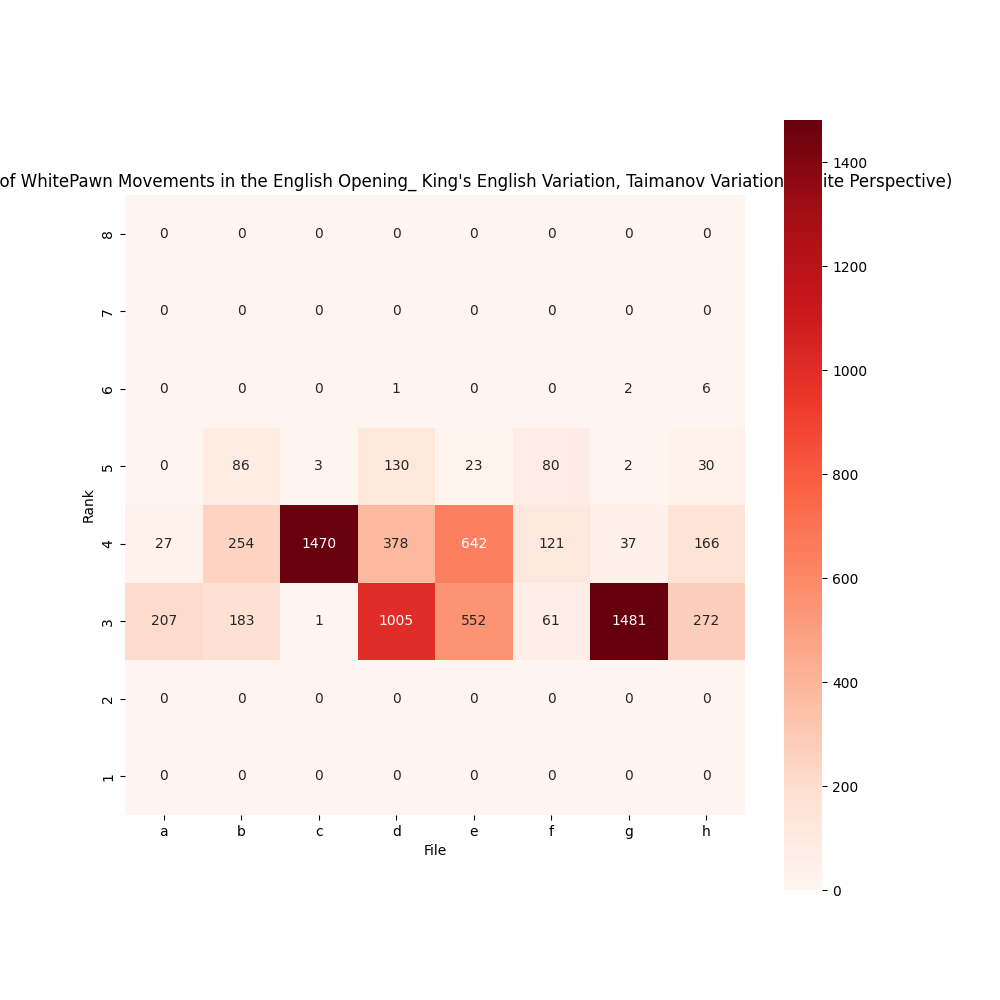 of WhitePawn Movements in the English Opening_ King's English Variation, Taimanov Variation ite Perspective)
8 0 0 0 0 0 0 0 0
7 0 0 0 0 0 0 0 0
6 0 0 0 1 0 0 2 6
5 0 86 3 130 23 80 2 30
4 27 254 1470 378 642 121 37 166
3 207 183 1 1005 552 61 1481 272
2 0 0 0 0 0 0 0 0
1 0 0 0 0 0 0 0 0
Rank
a b c d e f g h
File
1400
1200
1000
800
600
400
200
0